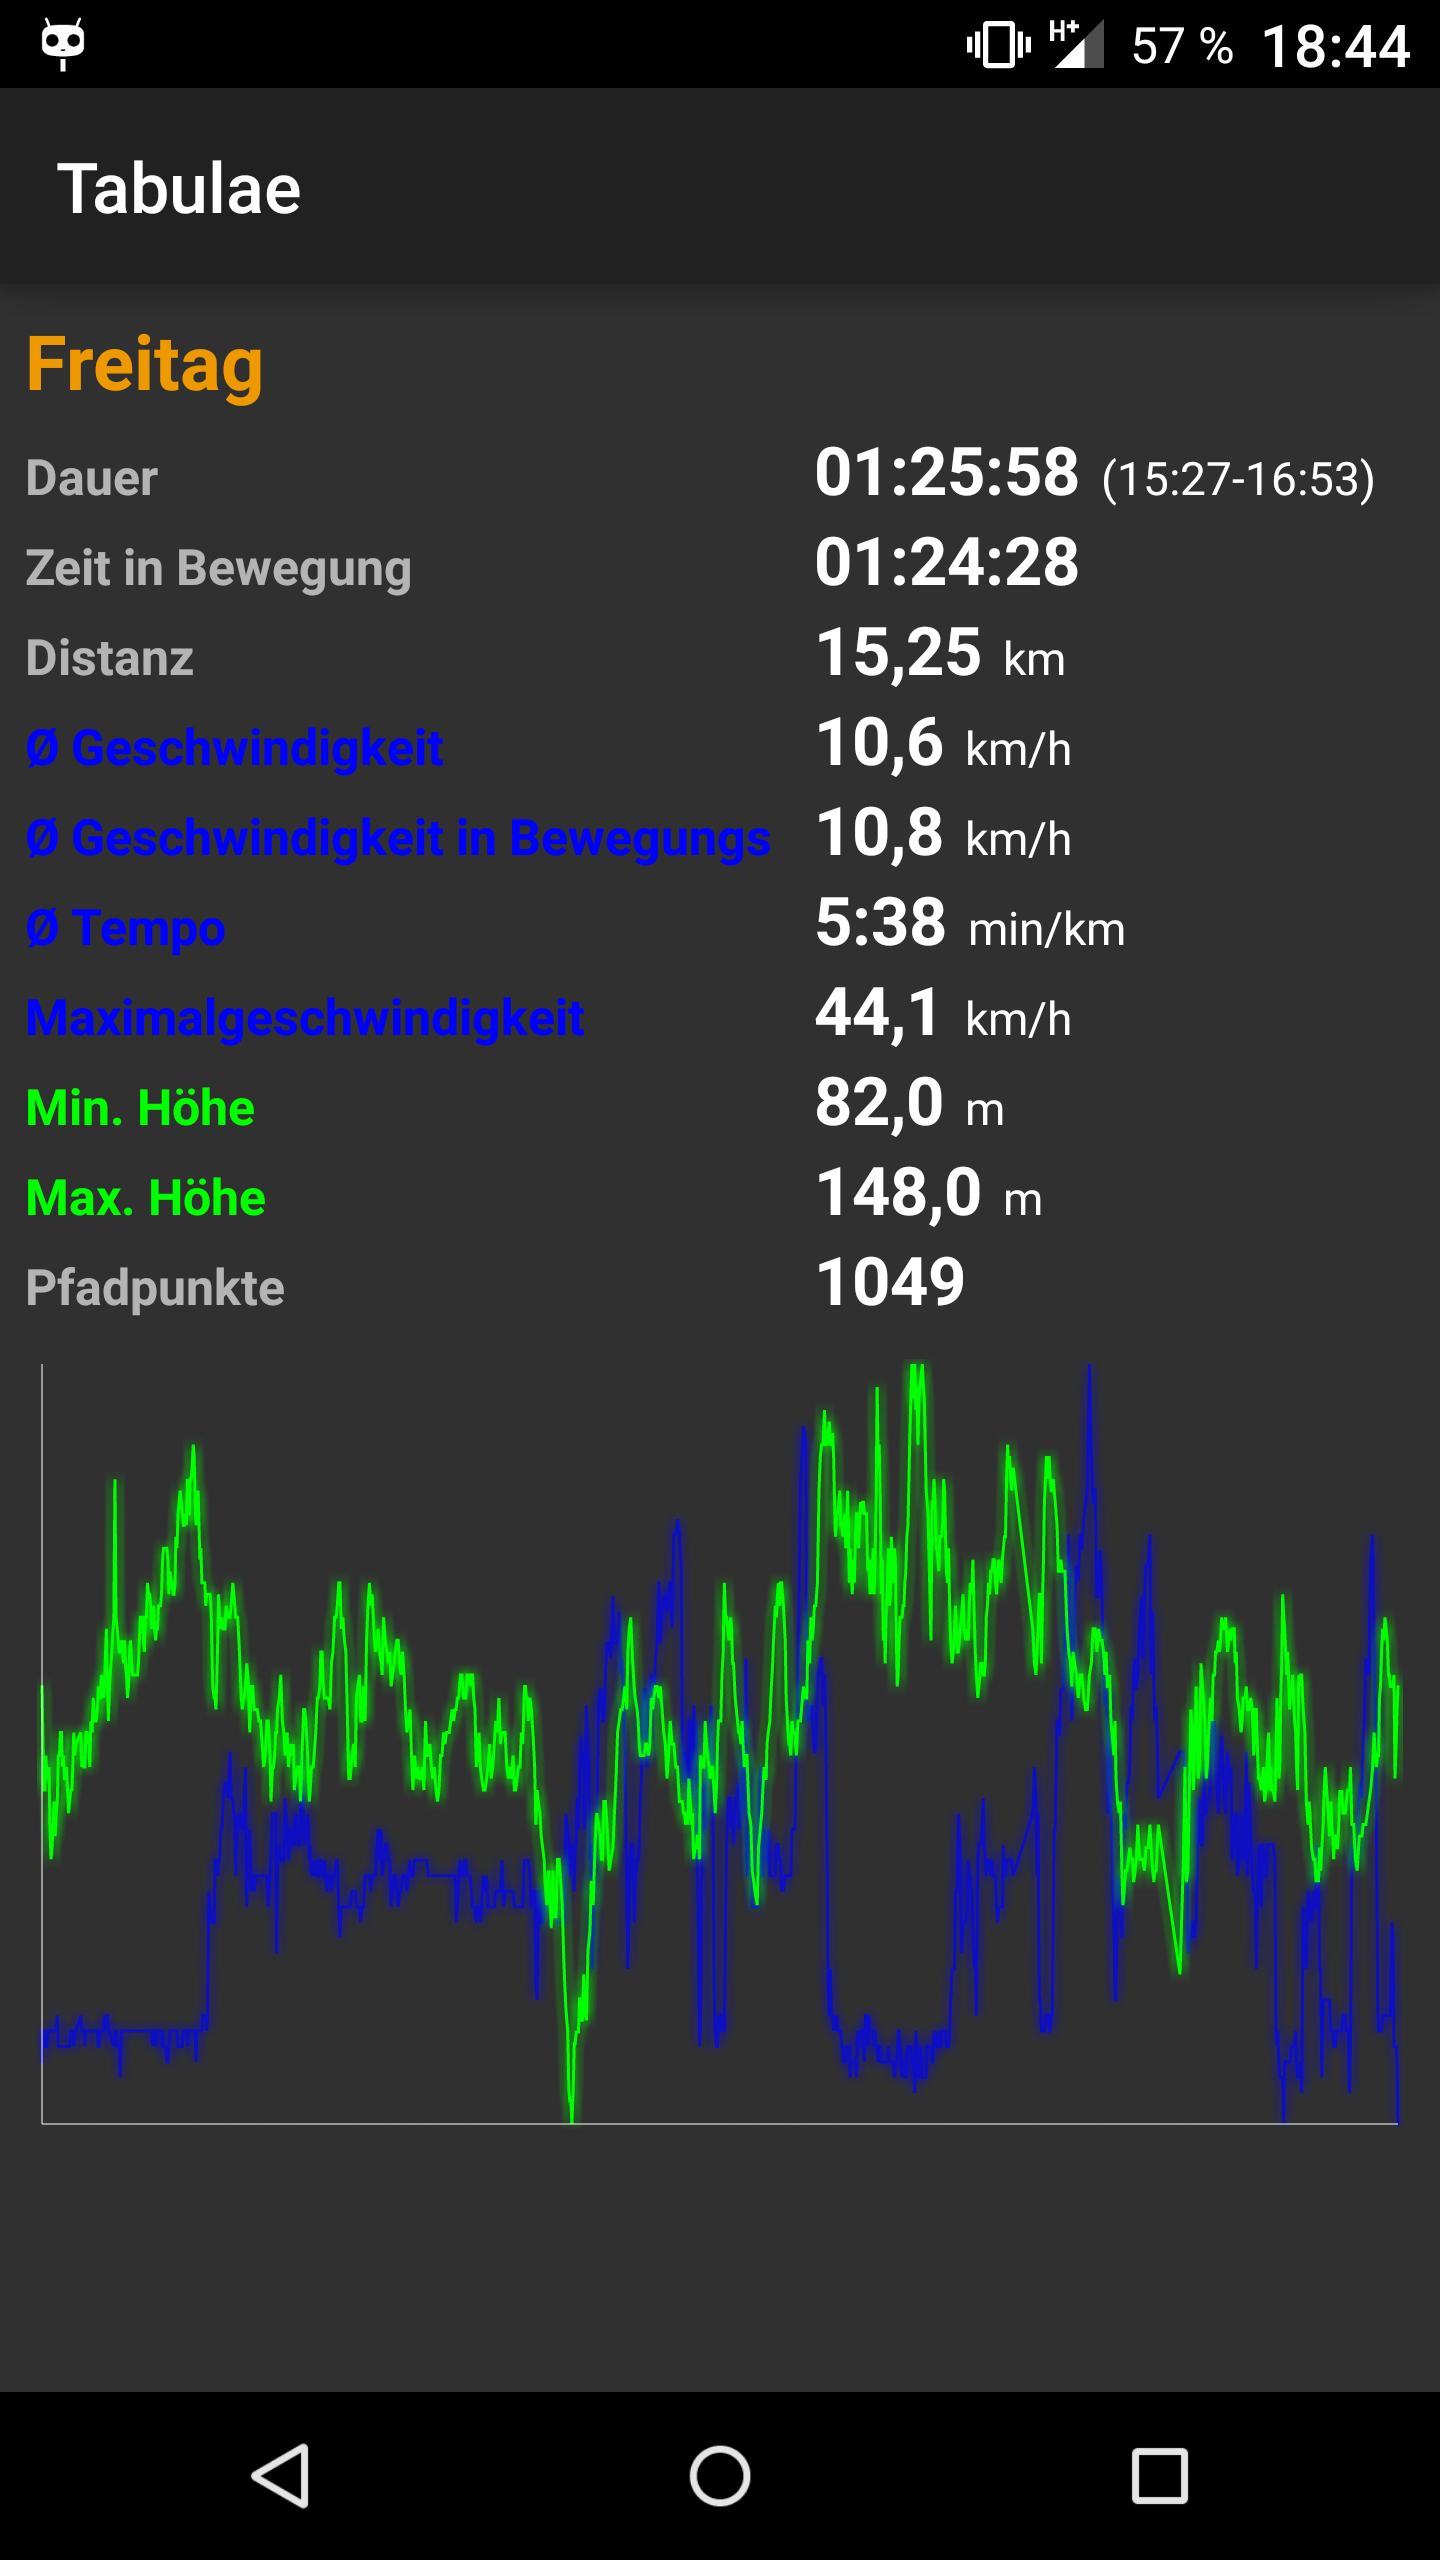 H+ 57 % 18:44
Tabulae
Freitag
Dauer 01:25:58 (15:27-16:53)
Zeit in Bewegung 01:24:28
Distanz 15,25 km
Ø Geschwindigkeit 10,6 km/h
Ø Geschwindigkeit in Bewegungs 10,8 km/h
Ø Tempo 5:38 min/km
Maximalgeschwindigkeit 44,1 km/h
Min. Höhe 82,0 m
Max. Höhe 148,0 m
Pfadpunkte 1049